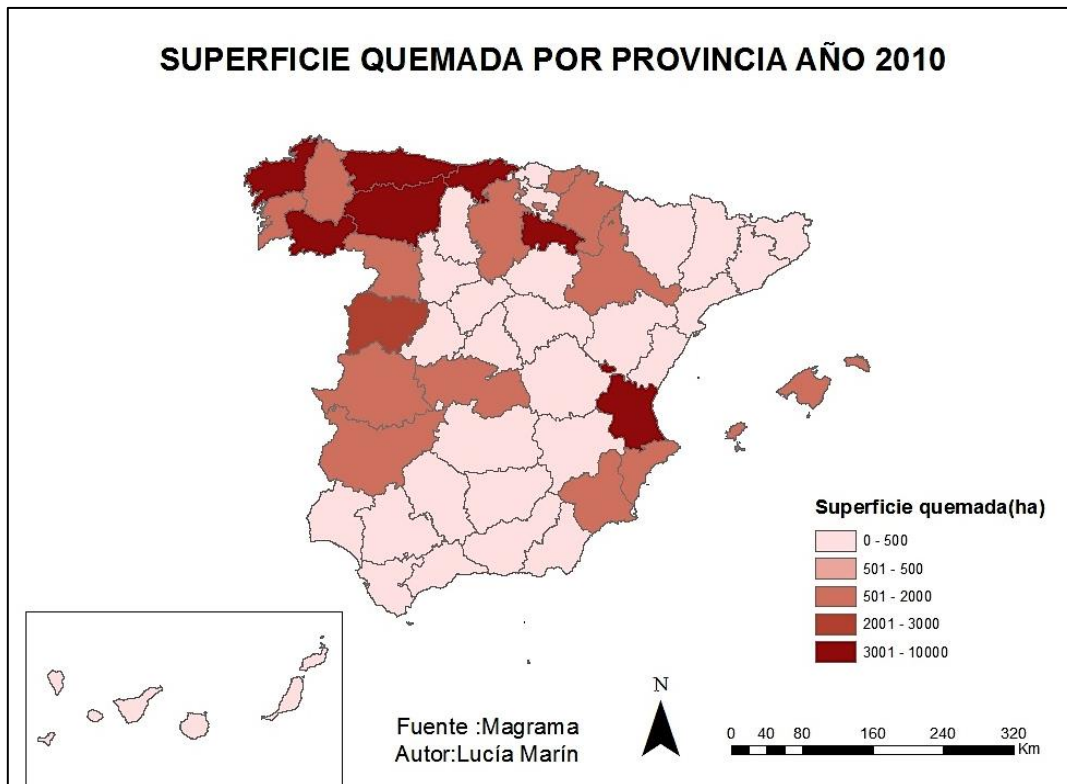 SUPERFICIE QUEMADA POR PROVINCIA AÑO 2010
Superficie quemada(ha)
0 - 500
501 - 500
501 - 2000
2001 - 3000
3001 - 10000
N
Fuente :Magrama
Autor:Lucía Marín
0 40 80 160 240 320
Km